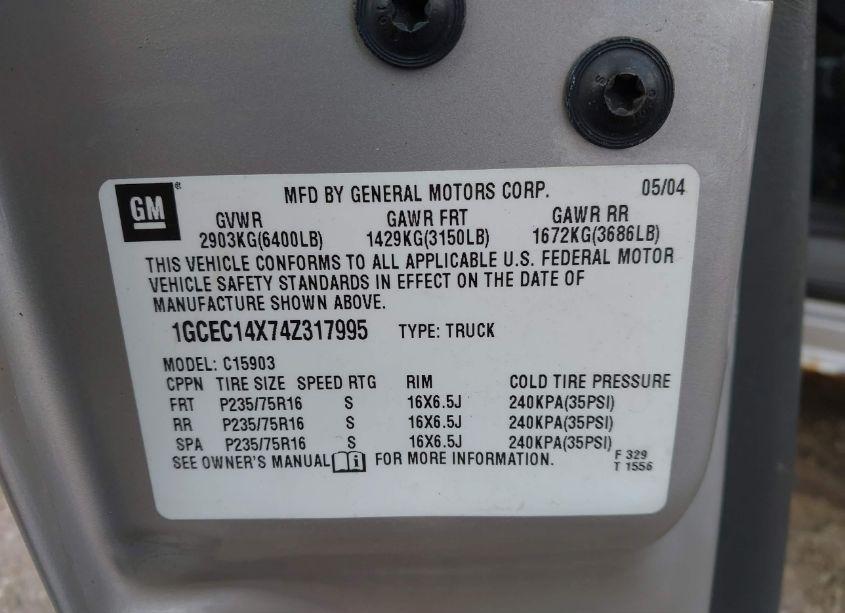 GM ® MFD BY GENERAL MOTORS CORP. 05/04
GVWR GAWR FRT GAWR RR
2903KG(6400LB) 1429KG(3150LB) 1672KG(3686LB)
THIS VEHICLE CONFORMS TO ALL APPLICABLE U.S. FEDERAL MOTOR
VEHICLE SAFETY STANDARDS IN EFFECT ON THE DATE OF
MANUFACTURE SHOWN ABOVE.
1GCEC14X74Z317995 TYPE: TRUCK
MODEL: C15903
CPPN TIRE SIZE SPEED RTG RIM COLD TIRE PRESSURE
FRT P235/75R16 S 16X6.5J 240KPA(35PSI)
RR P235/75R16 S 16X6.5J 240KPA(35PSI)
SPA P235/75R16 S 16X6.5J 240KPA(35PSI)
SEE OWNER'S MANUAL i FOR MORE INFORMATION. F 329
T 1556